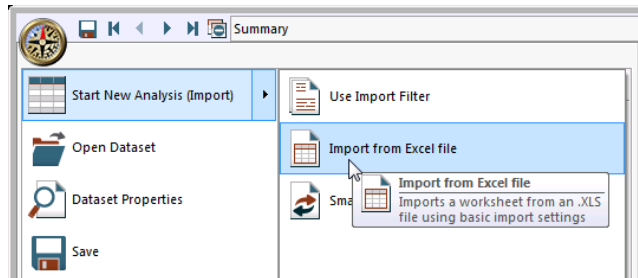 Summary
Start New Analysis (Import)
Use Import Filter
Open Dataset
Import from Excel file
Import from Excel file
Imports a worksheet from an .XLS
file using basic import settings
Dataset Properties
Sma
Save